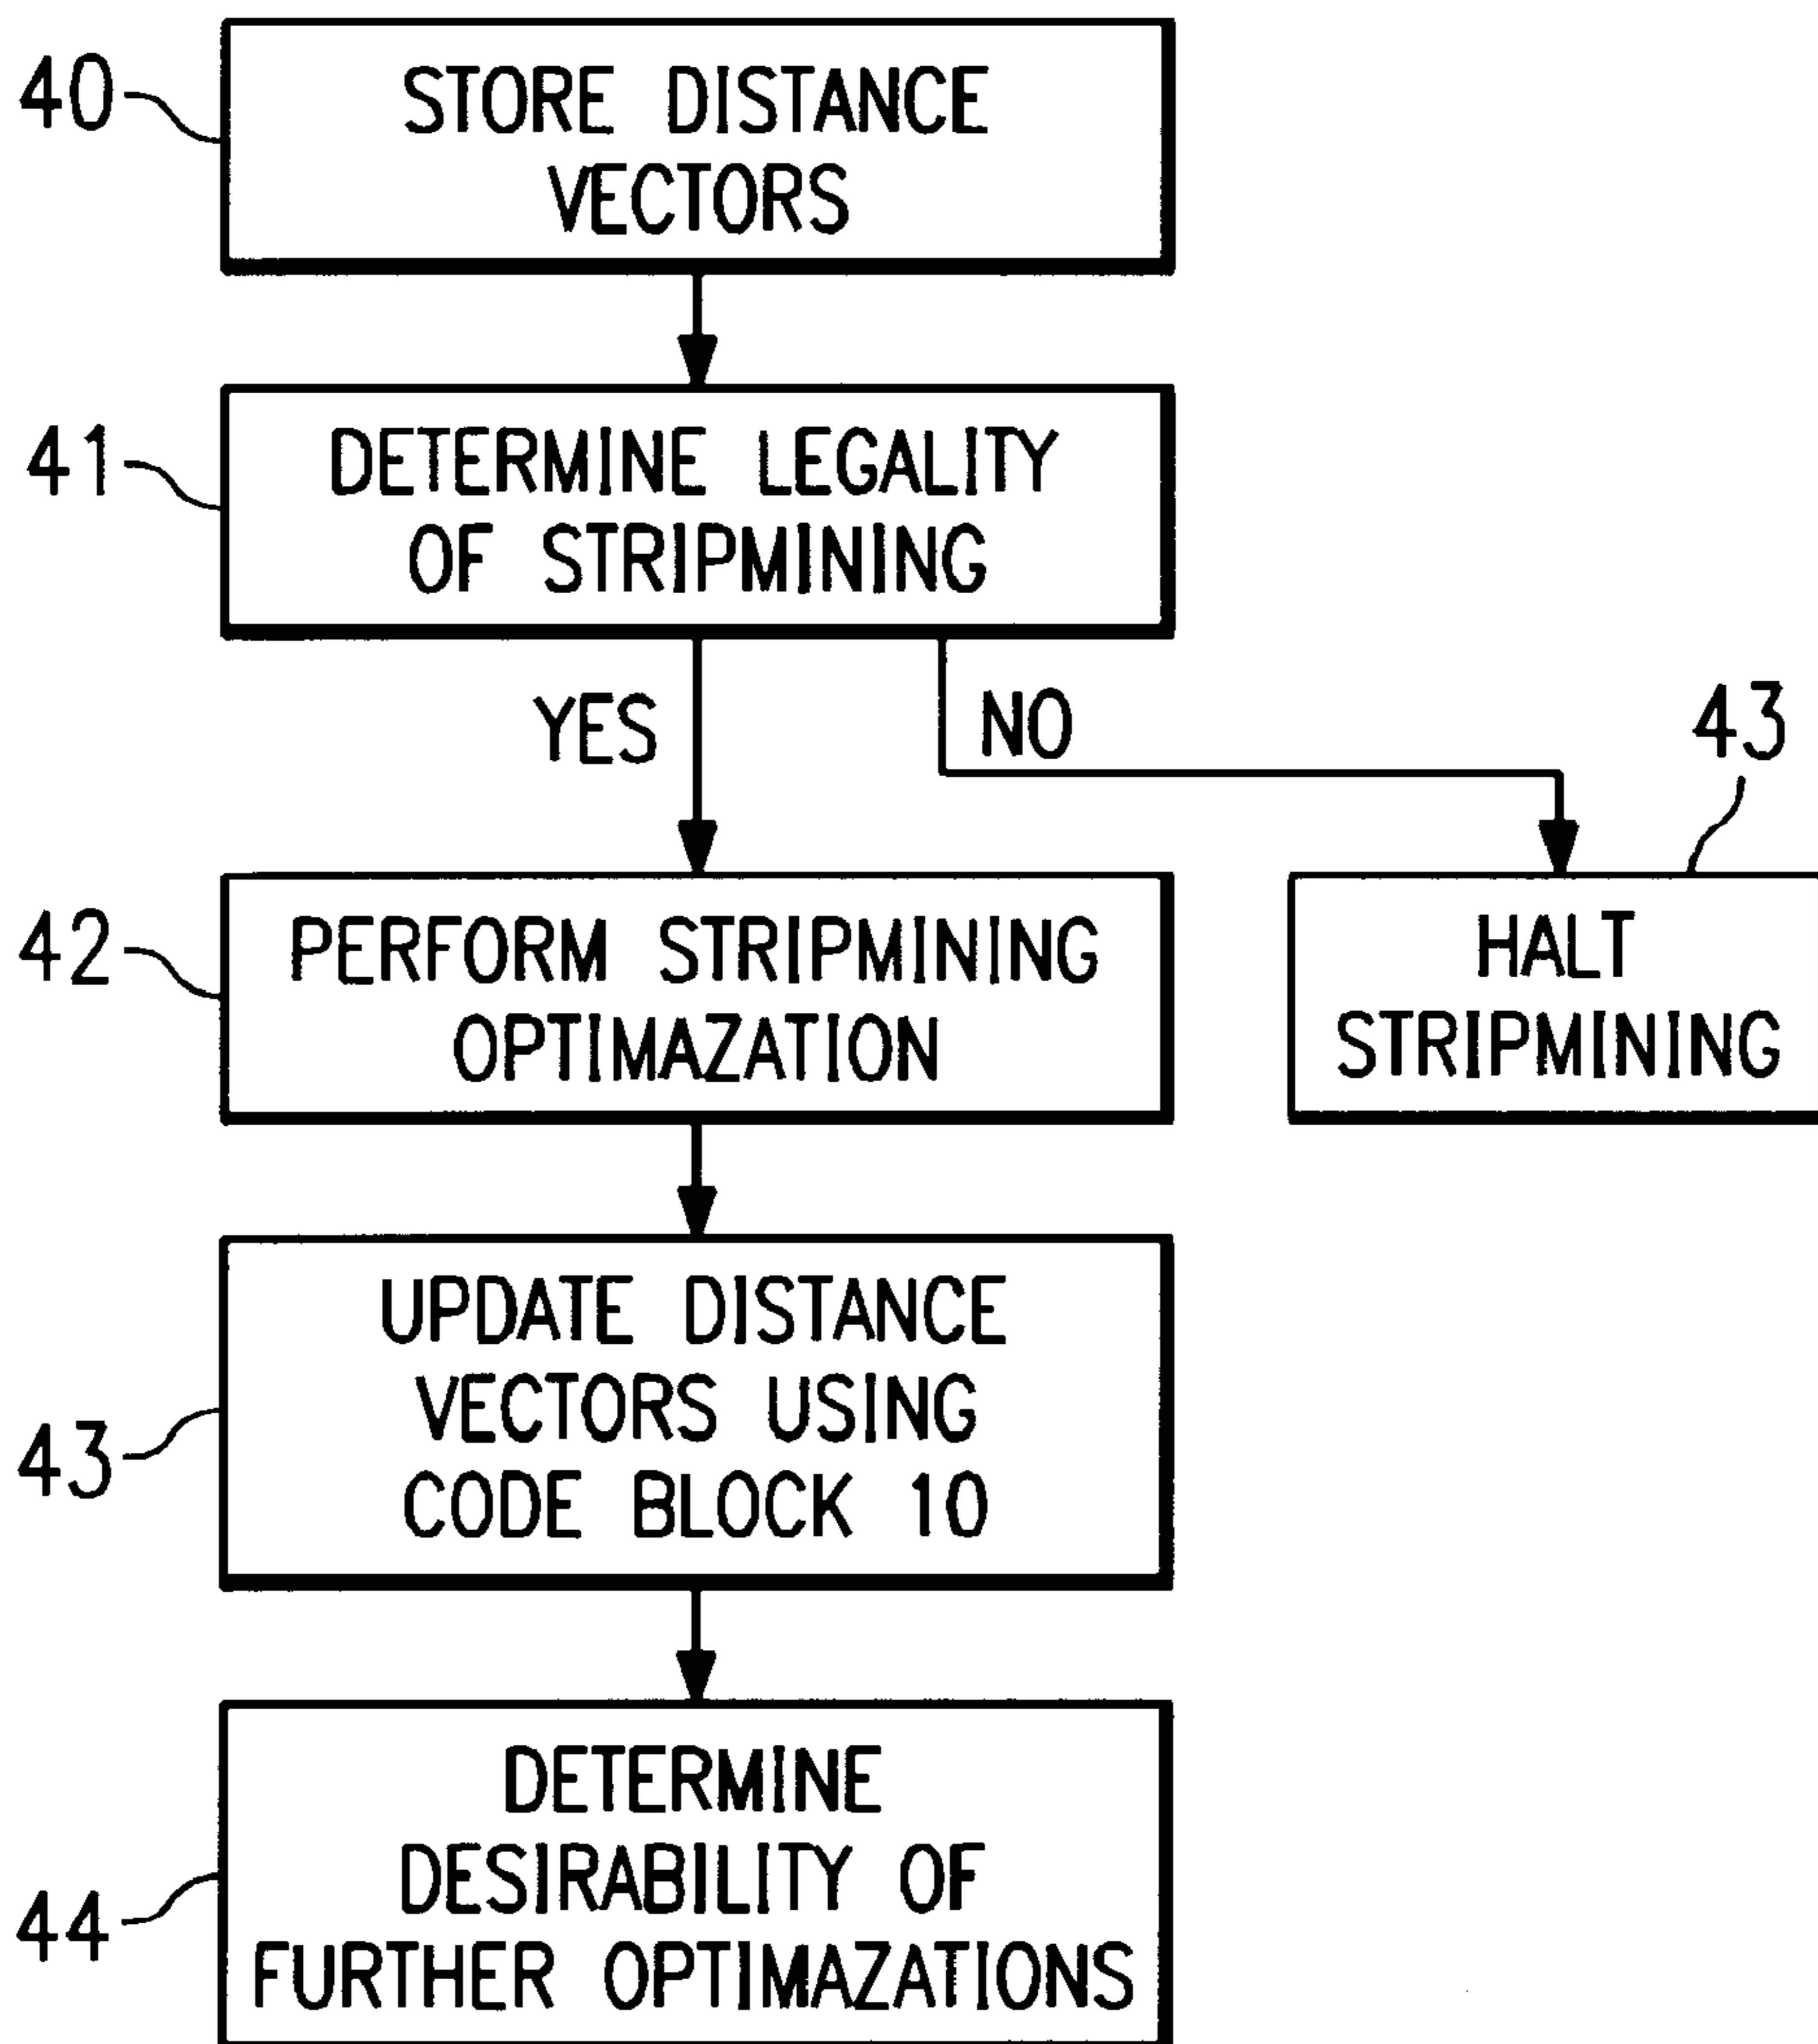 40
STORE DISTANCE
VECTORS
41
DETERMINE LEGALITY
OF STRIPMINING
YES
NO
43
42
PERFORM STRIPMINING
OPTIMAZATION
HALT
STRIPMINING
43
UPDATE DISTANCE
VECTORS USING
CODE BLOCK 10
44
DETERMINE
DESIRABILITY OF
FURTHER OPTIMAZATIONS